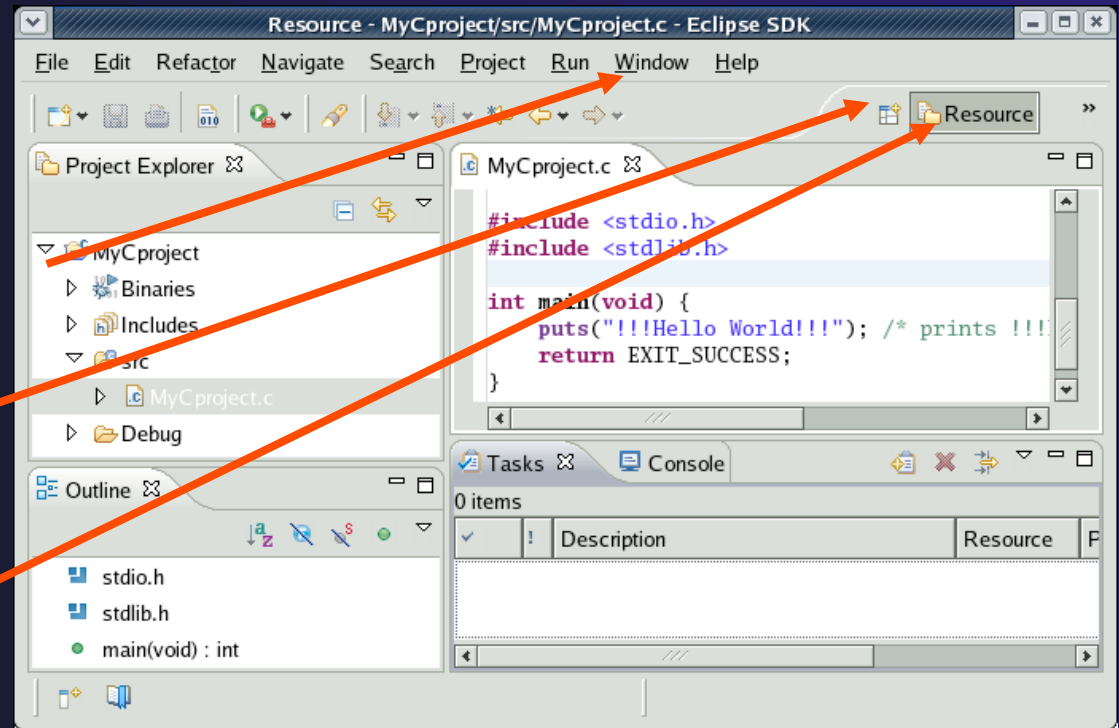 Resource - MyCproject/src/MyCproject.c - Eclipse SDK
File Edit Refactor Navigate Search Project Run Window Help
010
Resource »
Project Explorer
MyCproject
Binaries
Includes
src
MyCproject.c
Debug
Outline
stdio.h
stdlib.h
main(void) : int
MyCproject.c
#include <stdio.h>
#include <stdlib.h>
int main(void) {
puts("!!!Hello World!!!"); /* prints !!!
return EXIT_SUCCESS;
}
Tasks Console
0 items
! Description Resource P